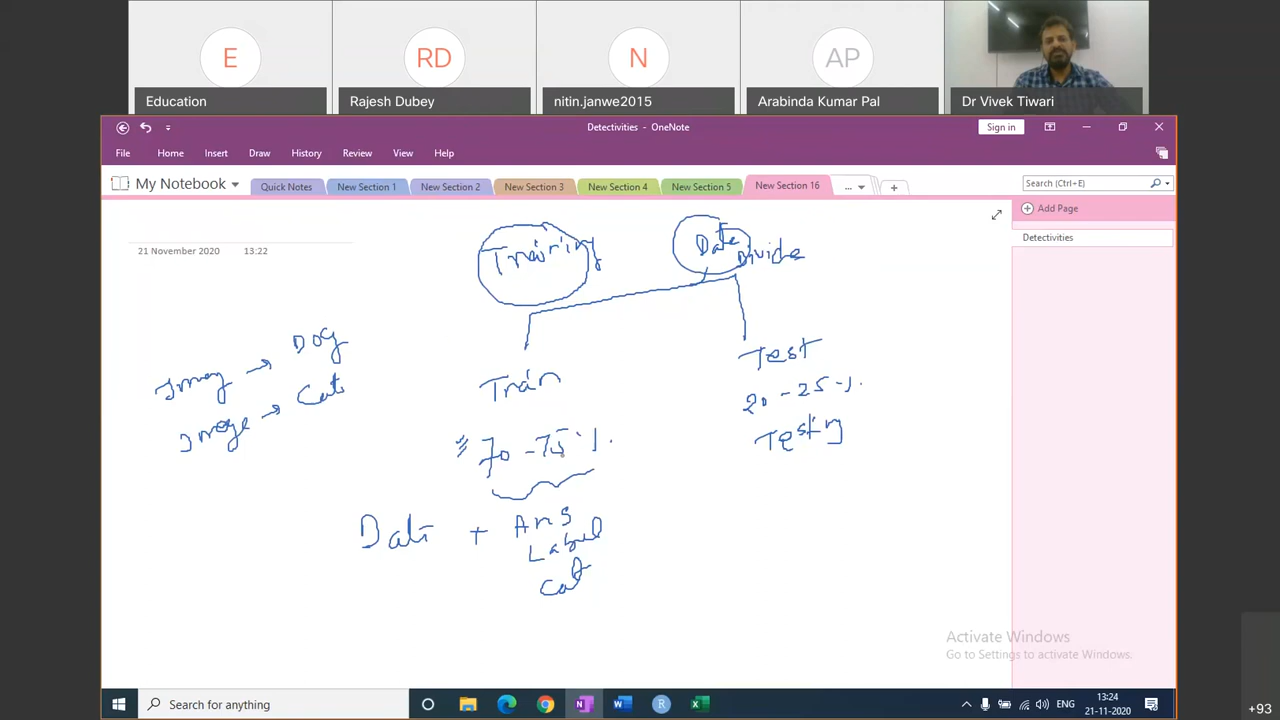 E
RD
N
AP
Education
Rajesh Dubey
nitin.janwe2015
Arabinda Kumar Pal
Dr Vivek Tiwari
Detectivities - OneNote
Sign in
File Home Insert Draw History Review View Help
My Notebook
Quick Notes
New Section 1
New Section 2
New Section 3
New Section 4
New Section 5
New Section 16
...
Search (Ctrl+E)
Add Page
Detectivities
21 November 2020 13:22
Training
Data
Divide
Image → DOG
Image → Cat
Train
70 - 75 %
Test
20 - 25 %
Testing
Data + Ans
Label
Cat
Activate Windows
Go to Settings to activate Windows.
Search for anything
ENG
13:24
21-11-2020
+93